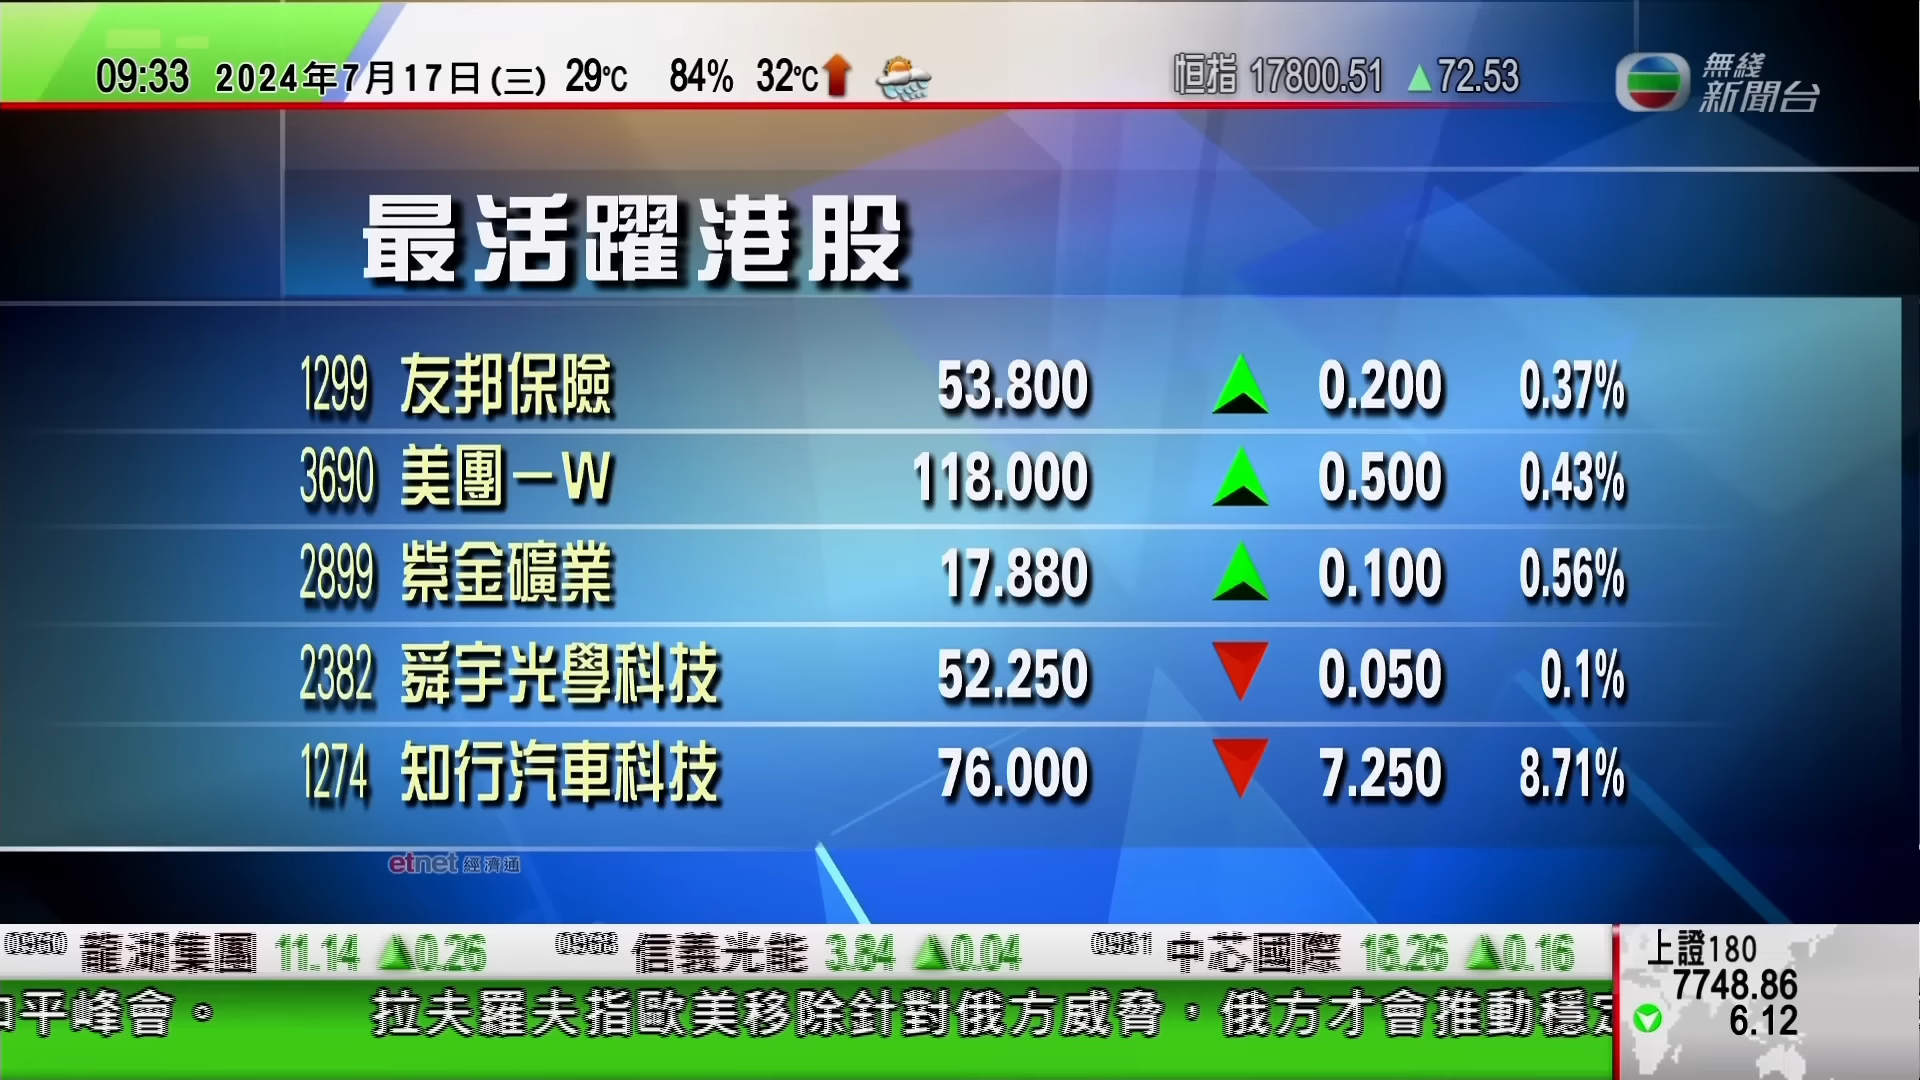 09:33 2024年7月17日(三) 29℃ 84% 32℃ 恒指 17800.51 ▲72.53
無綫
新聞台
最活躍港股
1299 友邦保險 53.800 ▲ 0.200 0.37%
3690 美團－W 118.000 ▲ 0.500 0.43%
2899 紫金礦業 17.880 ▲ 0.100 0.56%
2382 舜宇光學科技 52.250 ▼ 0.050 0.1%
1274 知行汽車科技 76.000 ▼ 7.250 8.71%
etnet 經濟通
0960 龍湖集團 11.14 ▲0.26 0968 信義光能 3.84 ▲0.04 0981 中芯國際 18.26 ▲0.16
平峰會。 拉夫羅夫指歐美移除針對俄方威脅，俄方才會推動穩定
上證180
7748.86
6.12